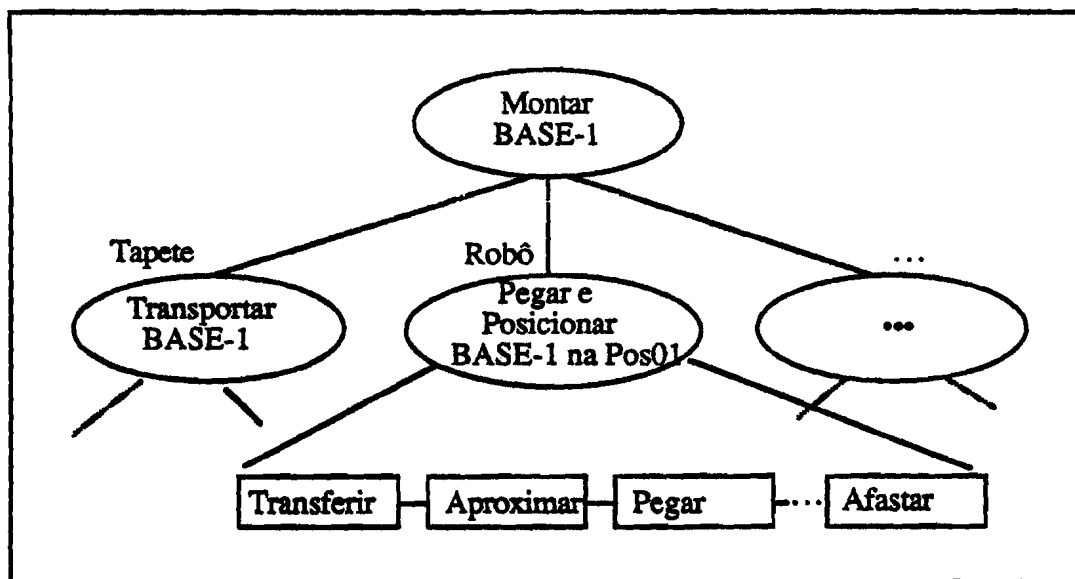 Montar
BASE-1
Tapete
Robô
...
Transportar
BASE-1
Pegar e
Posicionar
BASE-1 na Pos01
•••
Transferir
Aproximar
Pegar
...
Afastar